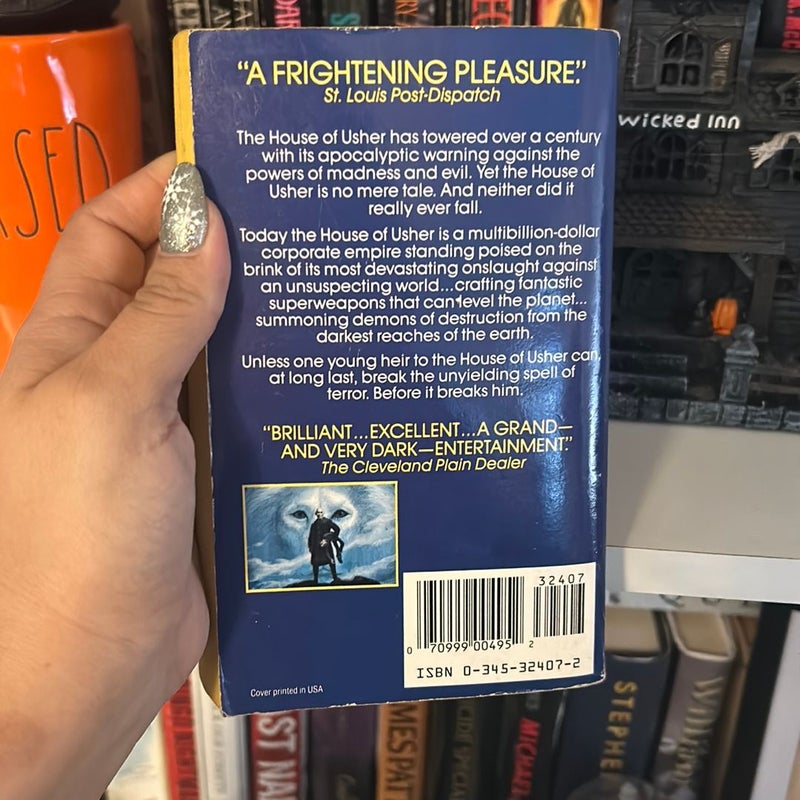 "A FRIGHTENING PLEASURE."
St. Louis Post-Dispatch
The House of Usher has towered over a century
with its apocalyptic warning against the
powers of madness and evil. Yet the House of
Usher is no mere tale. And neither did it
really ever fall.
Today the House of Usher is a multibillion-dollar
corporate empire standing poised on the
brink of its most devastating onslaught against
an unsuspecting world...crafting fantastic
superweapons that can level the planet...
summoning demons of destruction from the
darkest reaches of the earth.
Unless one young heir to the House of Usher can,
at long last, break the unyielding spell of
terror. Before it breaks him.
"BRILLIANT...EXCELLENT...A GRAND—
AND VERY DARK—ENTERTAINMENT."
The Cleveland Plain Dealer
32407
0 70999 00495 2
ISBN 0-345-32407-2
Cover printed in USA
wicked inn
SED
ST NA
MES PAT
MICHAEL
STEPHE